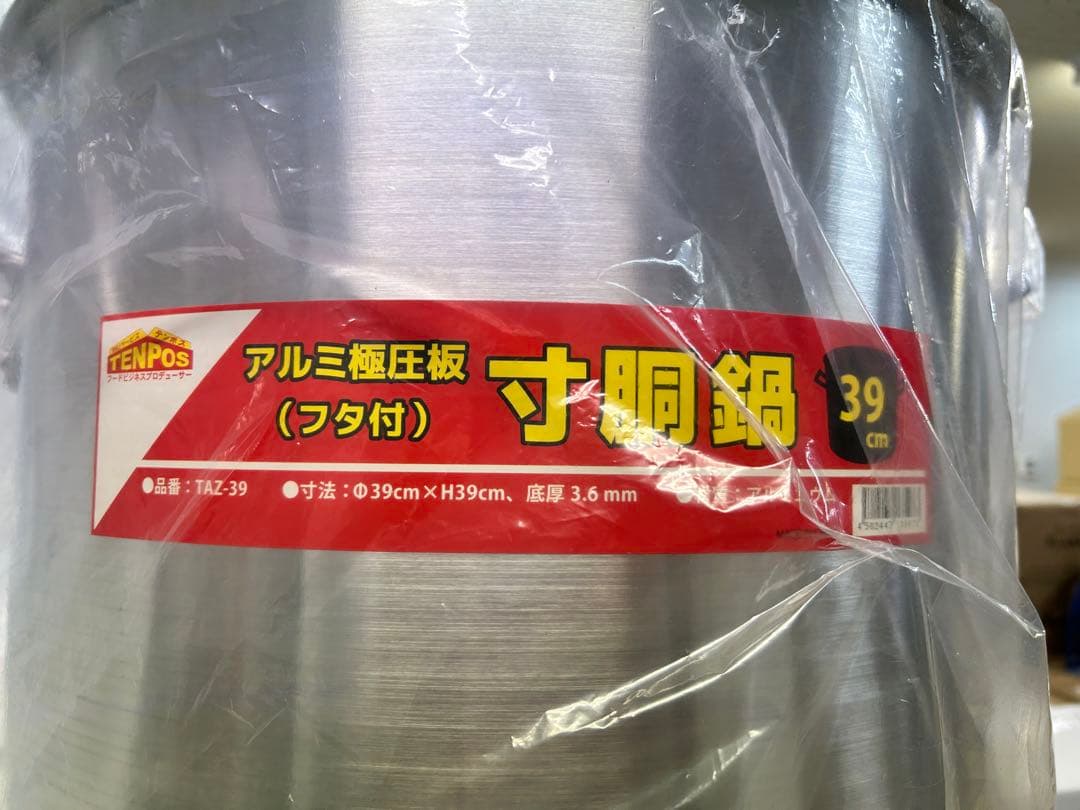 テンポス
TENPOS
フードビジネスプロデューサー
アルミ極圧板
（フタ付）
寸胴鍋
39
cm
●品番：TAZ-39 ●寸法：Φ39cm×H39cm、底厚 3.6 mm